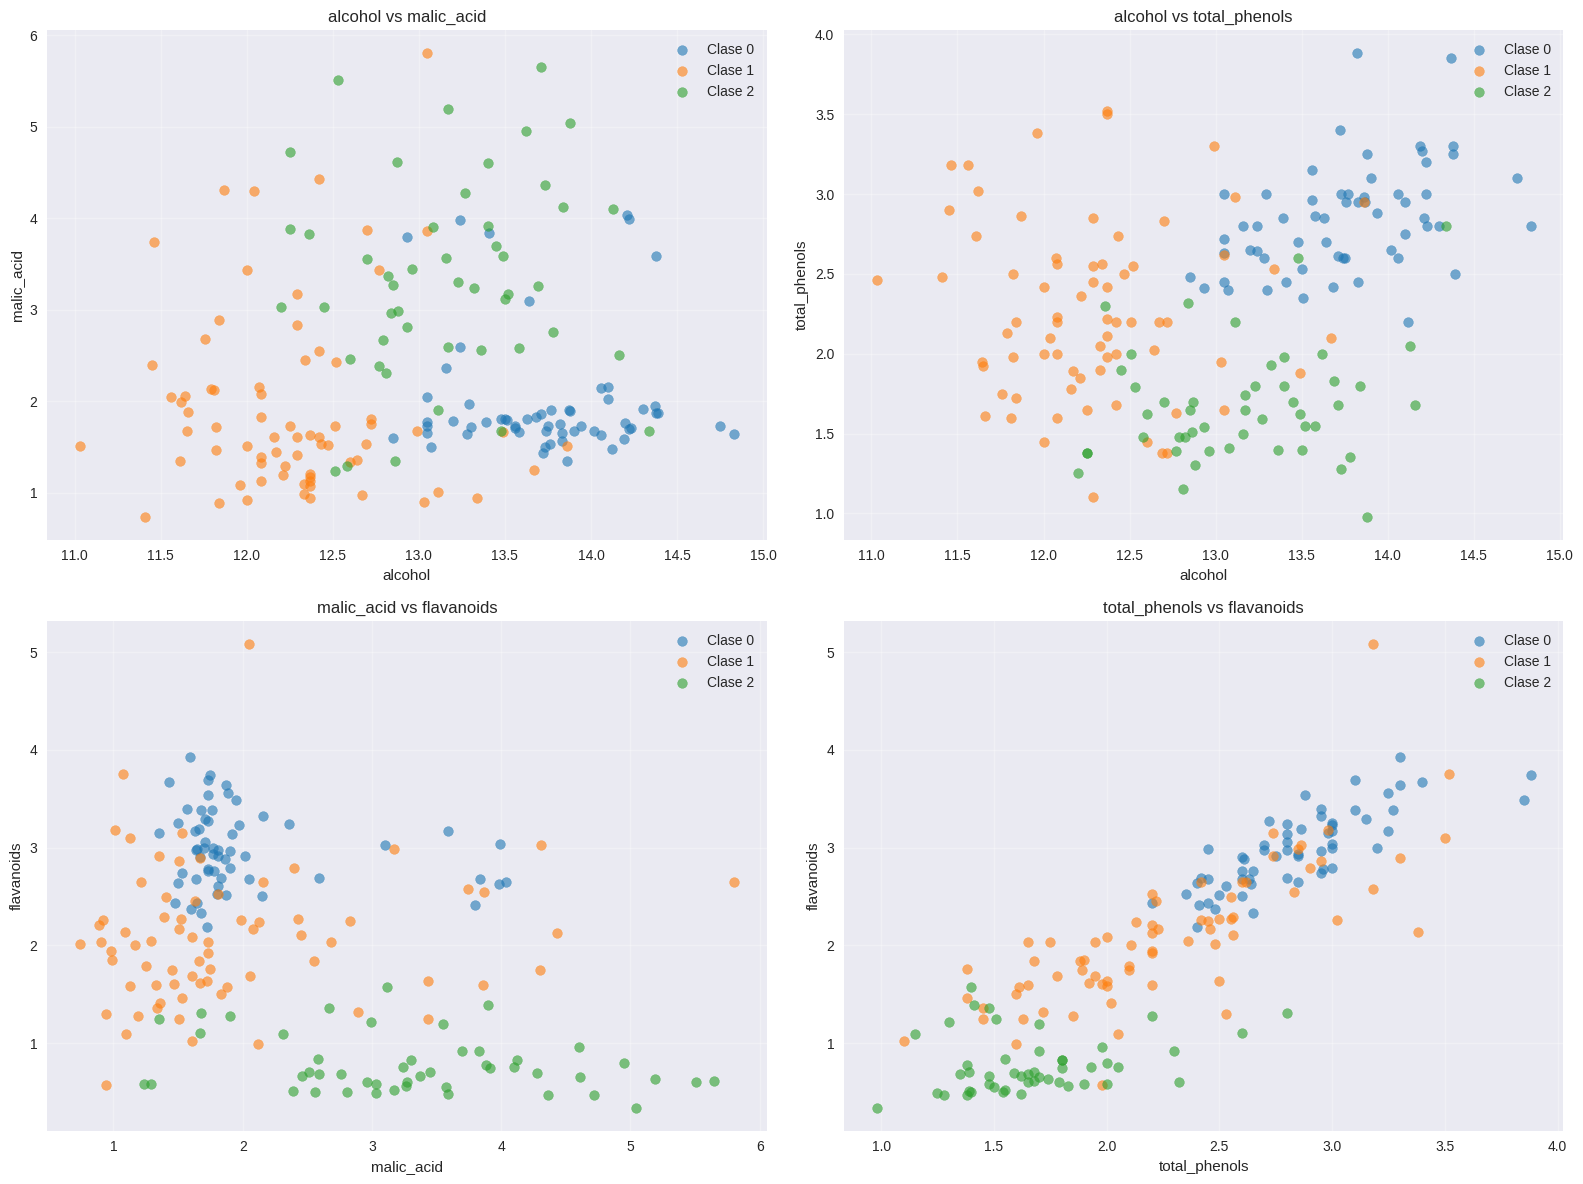 alcohol vs malic_acid
6
5
4
3
2
1
malic_acid
Clase 0
Clase 1
Clase 2
11.0 11.5 12.0 12.5 13.0 13.5 14.0 14.5 15.0
alcohol
alcohol vs total_phenols
4.0
3.5
3.0
2.5
2.0
1.5
1.0
total_phenols
Clase 0
Clase 1
Clase 2
11.0 11.5 12.0 12.5 13.0 13.5 14.0 14.5 15.0
alcohol
malic_acid vs flavanoids
5
4
3
2
1
flavanoids
Clase 0
Clase 1
Clase 2
1 2 3 4 5 6
malic_acid
total_phenols vs flavanoids
5
4
3
2
1
flavanoids
Clase 0
Clase 1
Clase 2
1.0 1.5 2.0 2.5 3.0 3.5 4.0
total_phenols